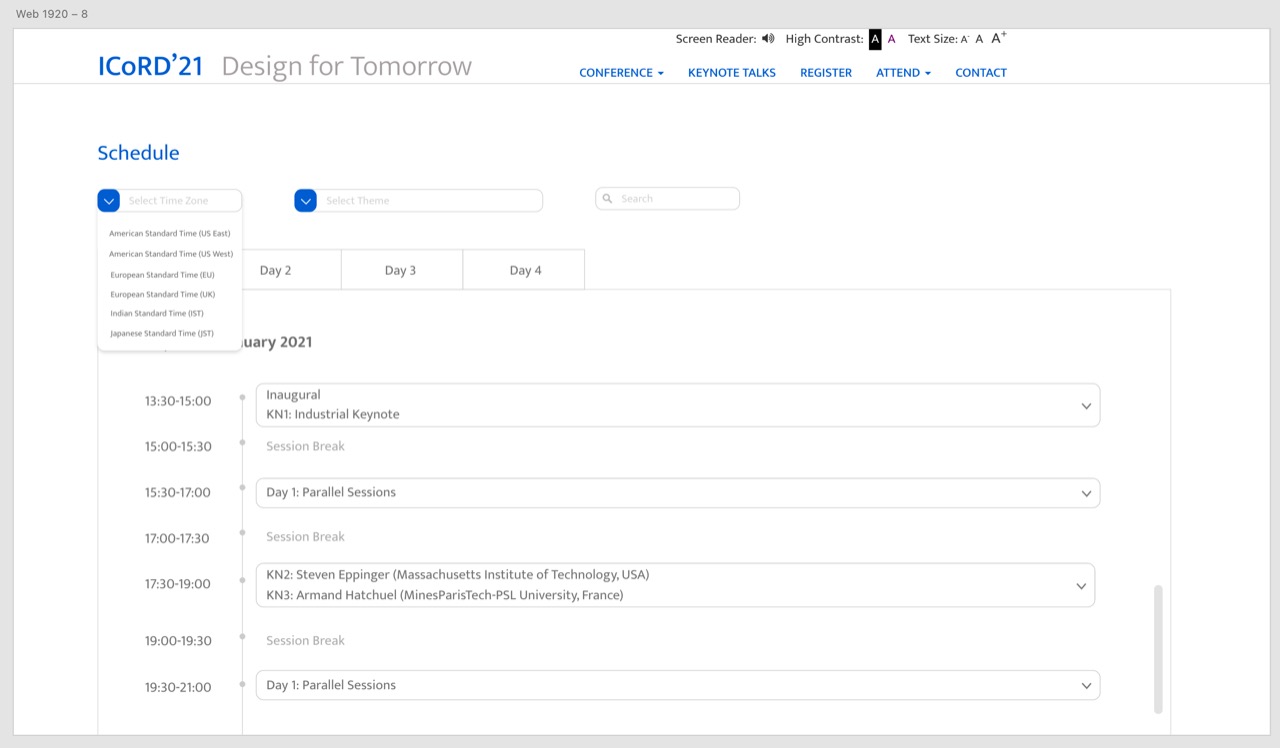 Web 1920 – 8
Screen Reader: High Contrast: A A Text Size: A- A A+
ICoRD’21 Design for Tomorrow
CONFERENCE KEYNOTE TALKS REGISTER ATTEND CONTACT
Schedule
Select Time Zone Select Theme Search
American Standard Time (US East)
American Standard Time (US West)
European Standard Time (EU)
European Standard Time (UK)
Indian Standard Time (IST)
Japanese Standard Time (JST)
Day 2 Day 3 Day 4
uary 2021
13:30-15:00 Inaugural
KN1: Industrial Keynote
15:00-15:30 Session Break
15:30-17:00 Day 1: Parallel Sessions
17:00-17:30 Session Break
17:30-19:00 KN2: Steven Eppinger (Massachusetts Institute of Technology, USA)
KN3: Armand Hatchuel (MinesParisTech-PSL University, France)
19:00-19:30 Session Break
19:30-21:00 Day 1: Parallel Sessions